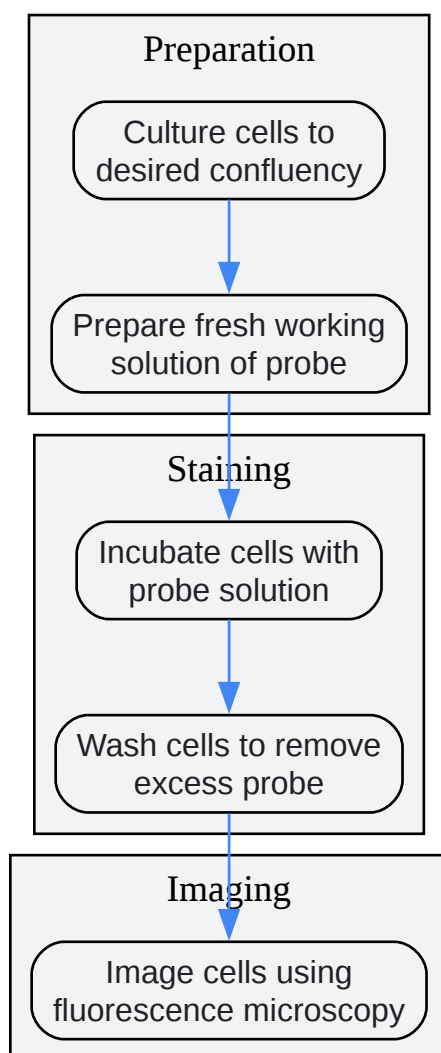 Preparation
Culture cells to
desired confluency
Prepare fresh working
solution of probe
Staining
Incubate cells with
probe solution
Wash cells to remove
excess probe
Imaging
Image cells using
fluorescence microscopy